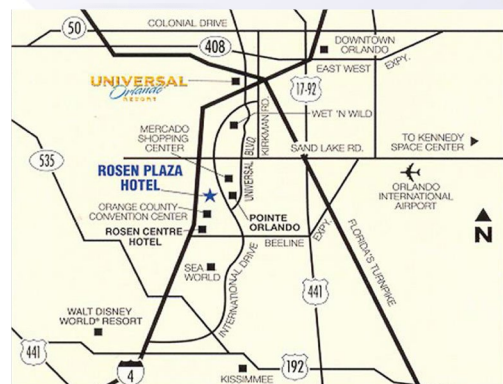 50
COLONIAL DRIVE
408
DOWNTOWN
ORLANDO
UNIVERSAL
Orlando
RESORT
EAST WEST EXPY.
17-92
WET 'N WILD
MERCADO
SHOPPING
CENTER
UNIVERSAL BLVD
KIRKMAN RD.
SAND LAKE RD.
TO KENNEDY
SPACE CENTER
535
ROSEN PLAZA
HOTEL
ORLANDO
INTERNATIONAL
AIRPORT
ORANGE COUNTY
CONVENTION CENTER
POINTE
ORLANDO
ROSEN CENTRE
HOTEL
BEELINE EXPY.
N
SEA
WORLD
INTERNATIONAL DRIVE
FLORIDA'S TURNPIKE
441
WALT DISNEY
WORLD® RESORT
441
4
192
KISSIMMEE